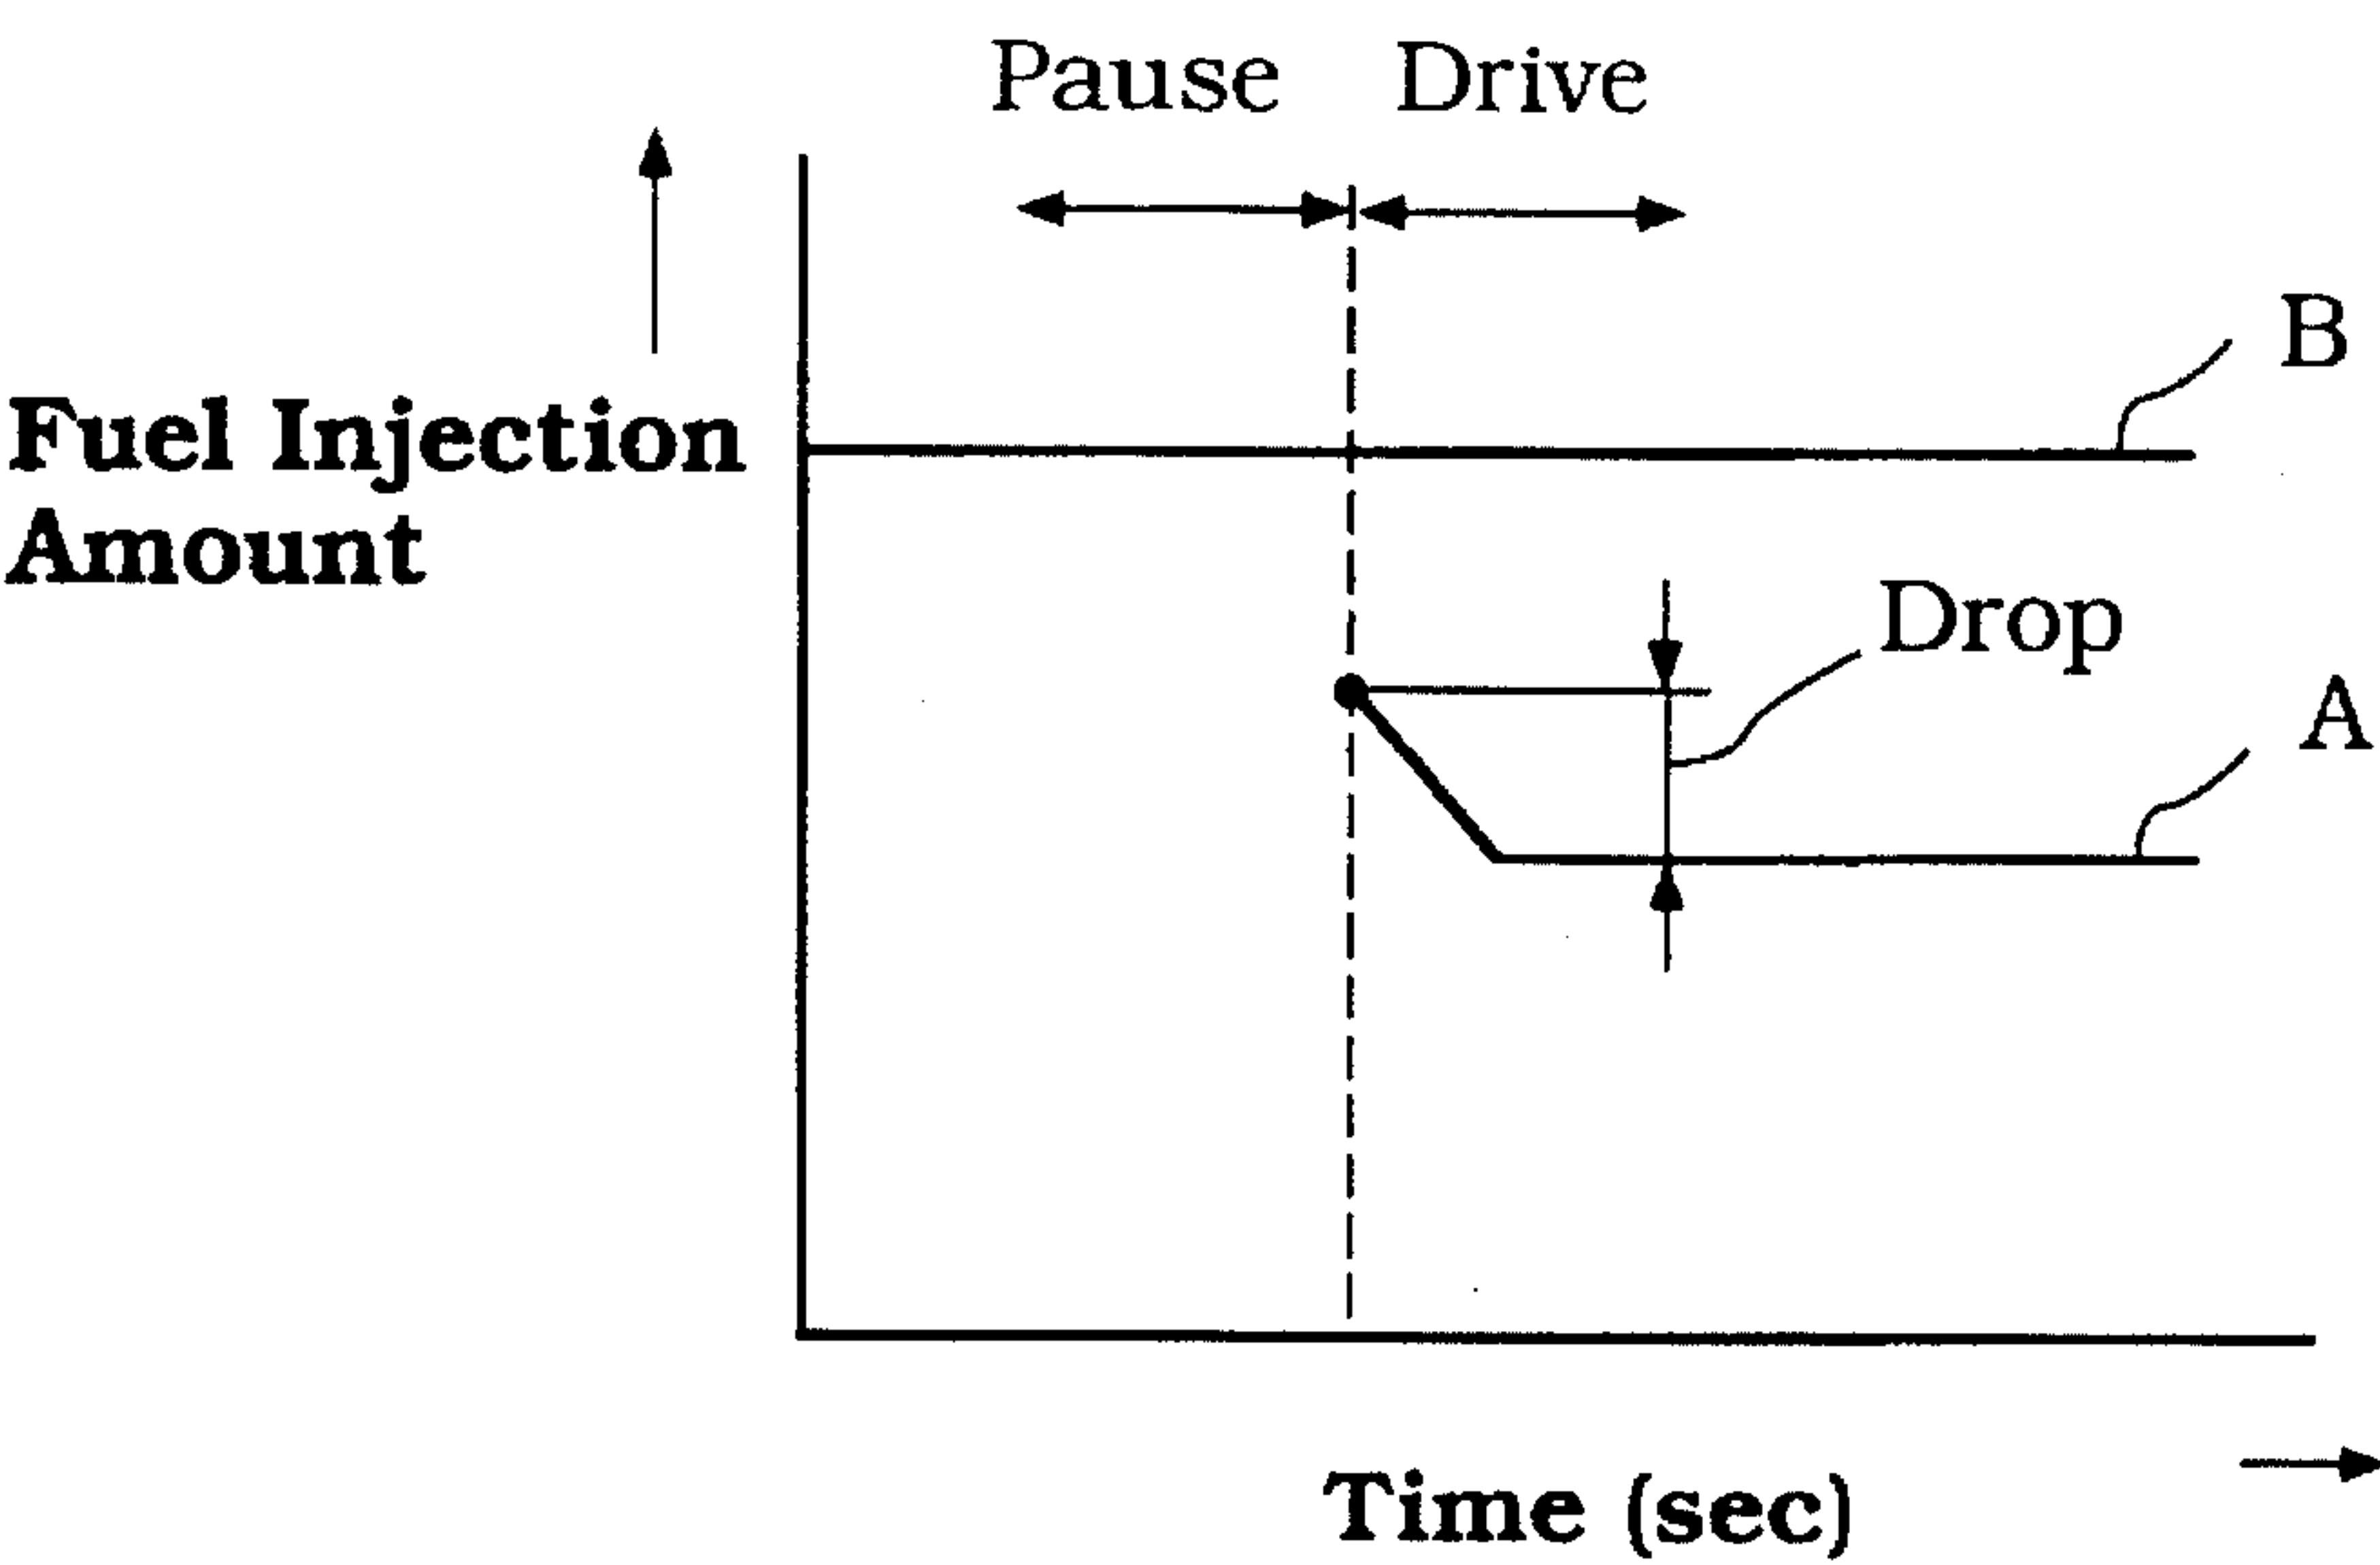 Pause Drive
B
Fuel Injection
Amount
Drop
A
Time (sec)